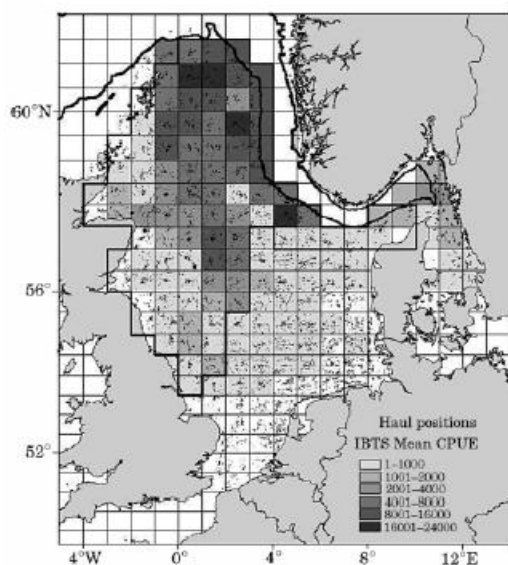 60°N
56°
52°
Haul positions
IBTS Mean CPUE
1–1000
1001–2000
2001–4000
4001–8000
8001–16000
16001–24000
4°W 0° 4° 8° 12°E